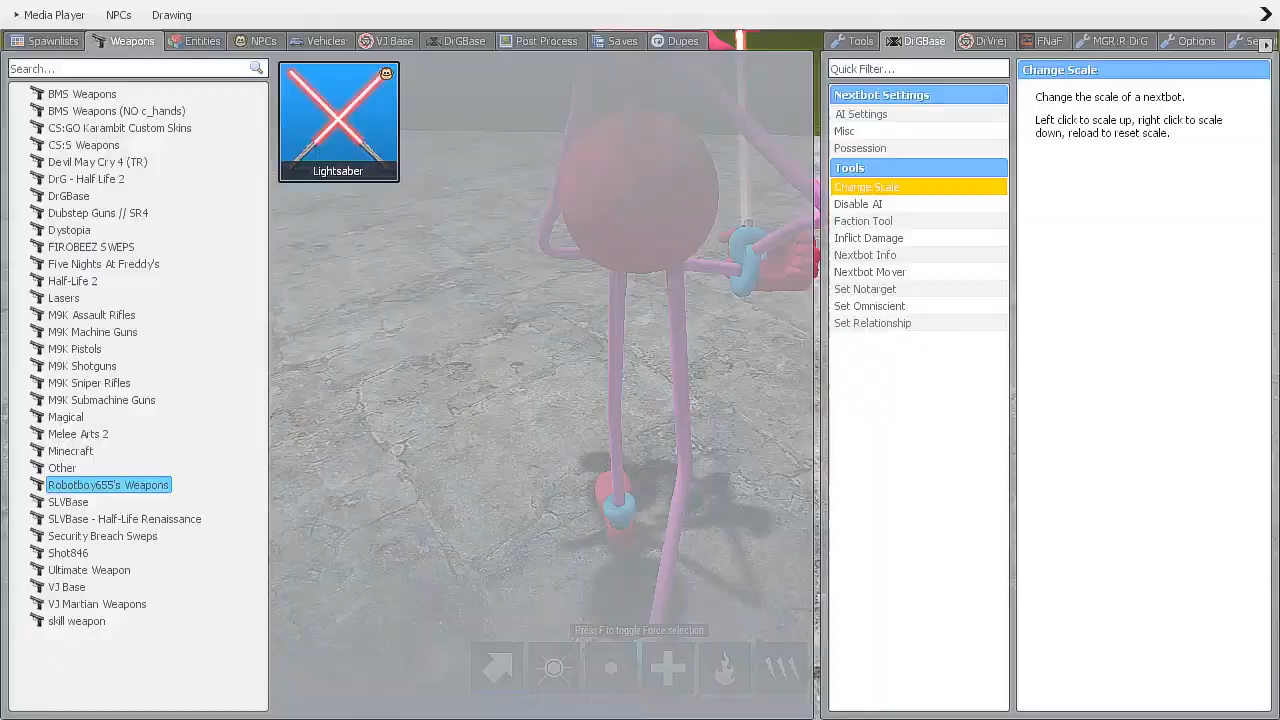 Media Player NPCs Drawing
Spawnlists Weapons Entities NPCs Vehicles VJ Base DrGBase Post Process Saves Dupes
Tools DrGBase DrVrej FNaF MGR:R DrG Options Se
Search...
BMS Weapons
BMS Weapons (NO C-Hands)
CS:GO Karambit Custom Skins
CS:S Weapons
Devil May Cry 4 (TR)
DrG - Half Life 2
DrGBase
Dubstep Guns // SR4
Dystopia
FIROBEEZ SWEPS
Five Nights At Freddy's
Half-Life 2
Lasers
M9K Assault Rifles
M9K Machine Guns
M9K Pistols
M9K Shotguns
M9K Sniper Rifles
M9K Submachine Guns
Magical
Melee Arts 2
Minecraft
Other
Robotboy655's Weapons
SLVBase
SLVBase - Half-Life Renaissance
Security Breach Sweps
Shot846
Ultimate Weapon
VJ Base
VJ Martian Weapons
skill weapon
Lightsaber
Press F to toggle Force selection
Quick Filter...
Nextbot Settings
AI Settings
Misc
Possession
Tools
Change Scale
Disable AI
Faction Tool
Inflict Damage
Nextbot Info
Nextbot Mover
Set Notarget
Set Omniscient
Set Relationship
Change Scale
Change the scale of a nextbot.
Left click to scale up, right click to scale
down, reload to reset scale.